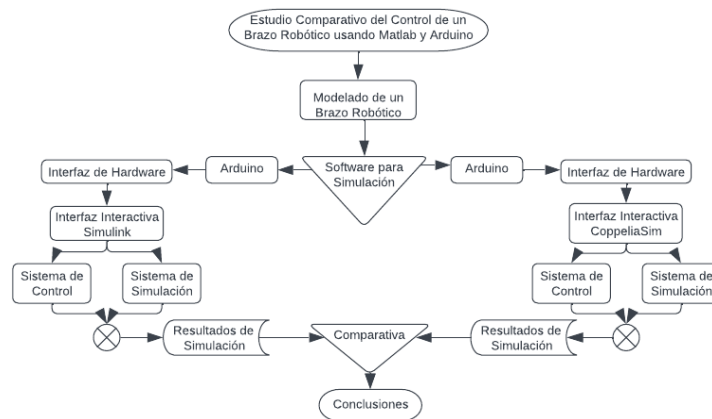 Estudio Comparativo del Control de un
Brazo Robótico usando Matlab y Arduino
Modelado de un
Brazo Robótico
Software para
Simulación
Arduino
Interfaz de Hardware
Interfaz Interactiva
Simulink
Sistema de
Control
Sistema de
Simulación
Resultados de
Simulación
Arduino
Interfaz de Hardware
Interfaz Interactiva
CoppeliaSim
Sistema de
Control
Sistema de
Simulación
Resultados de
Simulación
Comparativa
Conclusiones